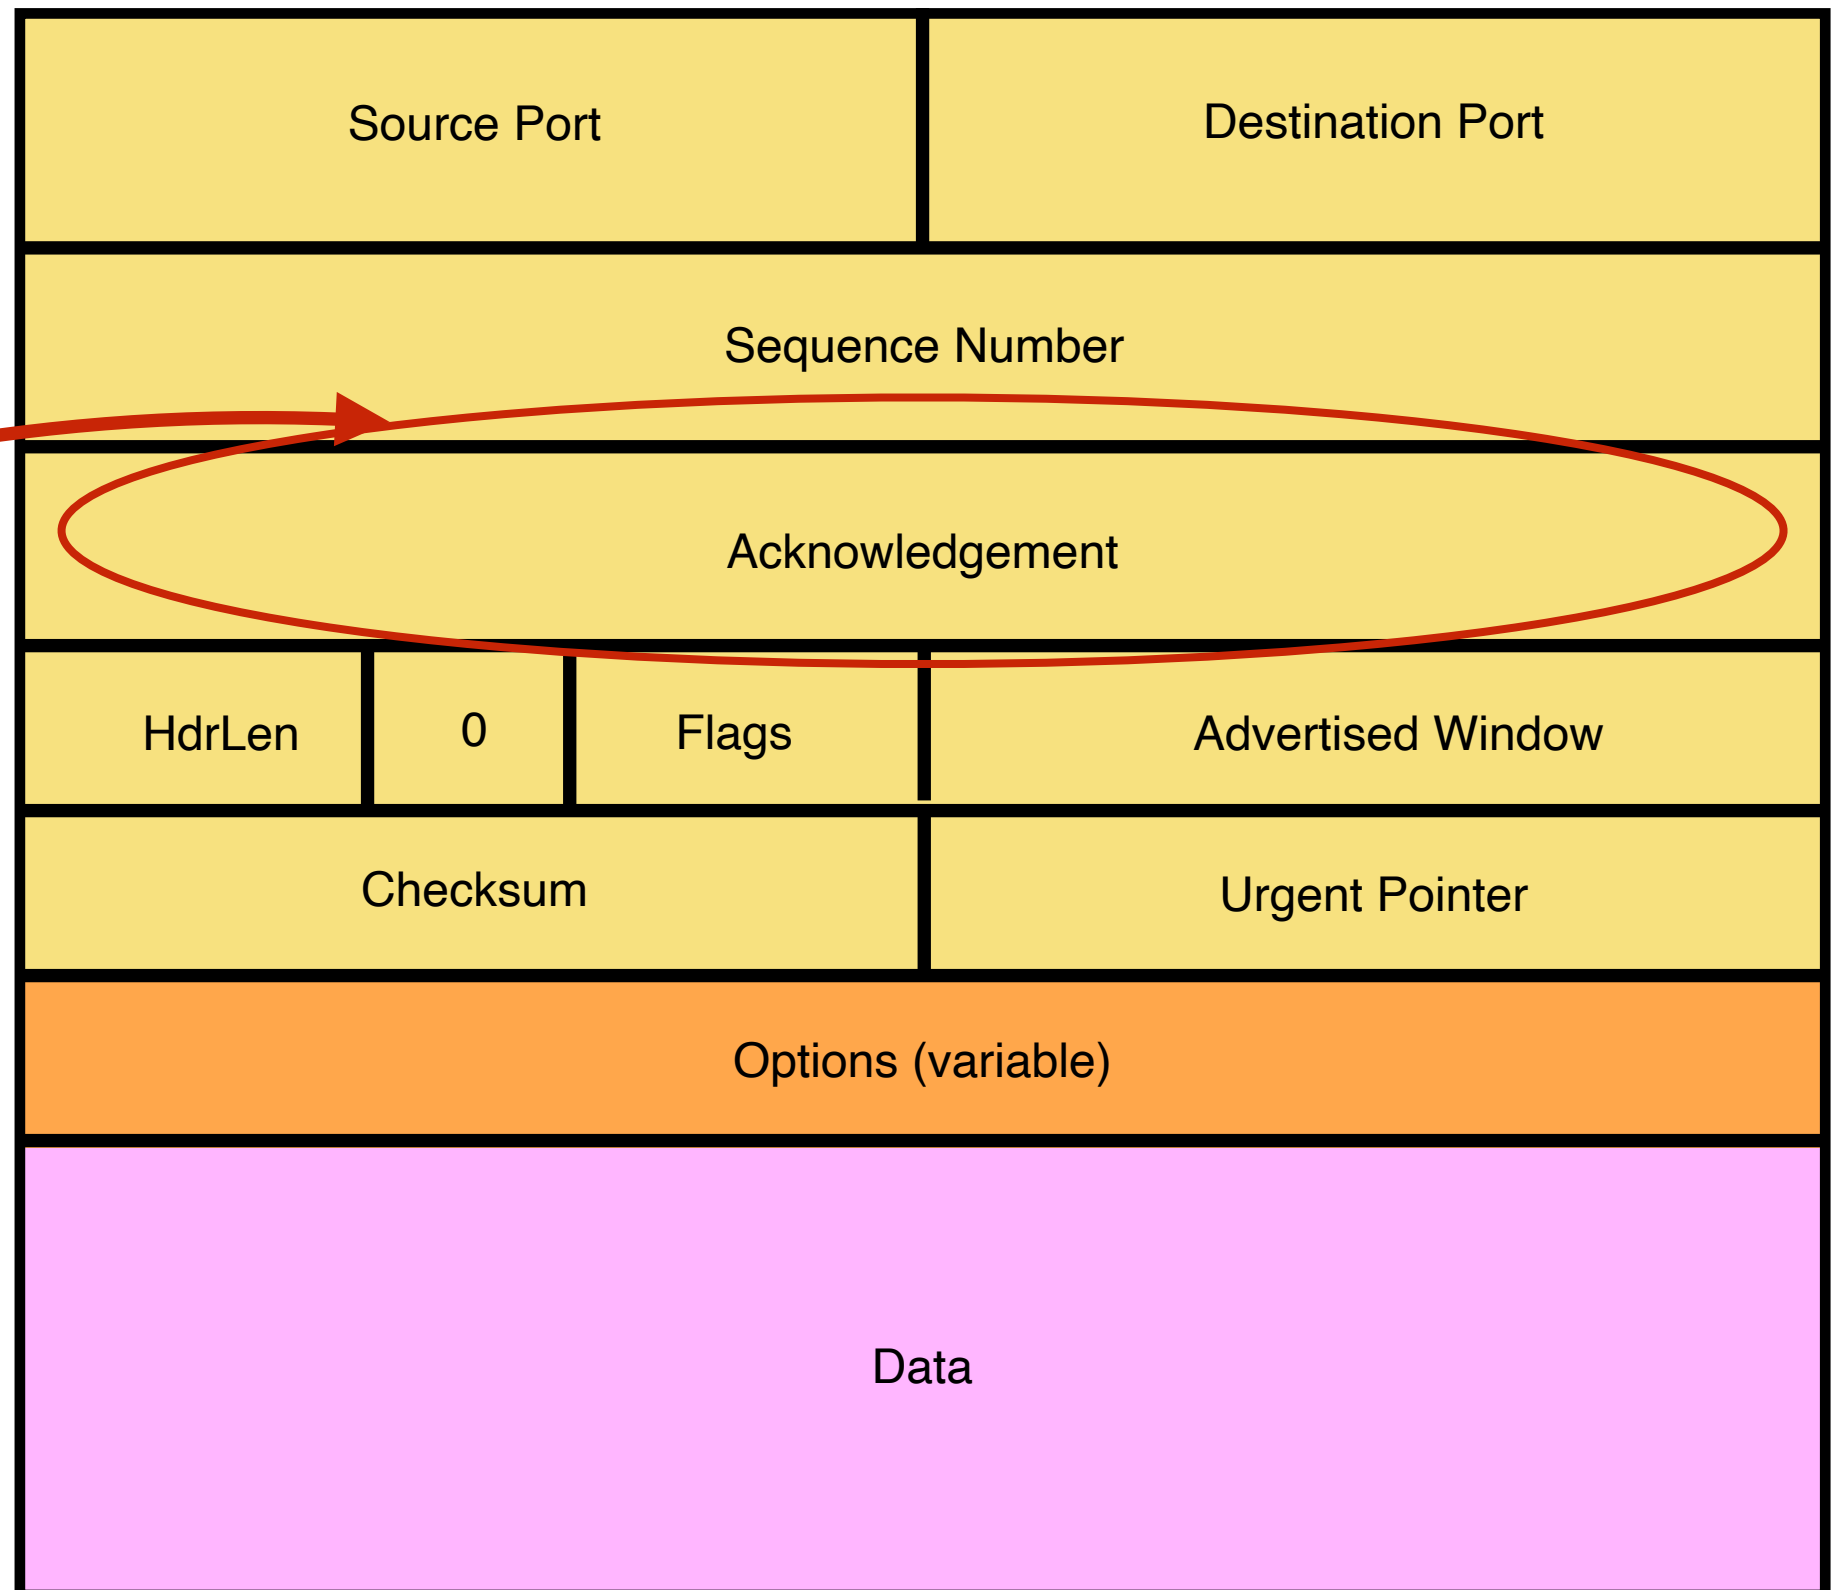 Source Port
Destination Port
Sequence Number
Acknowledgement
HdrLen
0
Flags
Advertised Window
Checksum
Urgent Pointer
Options (variable)
Data